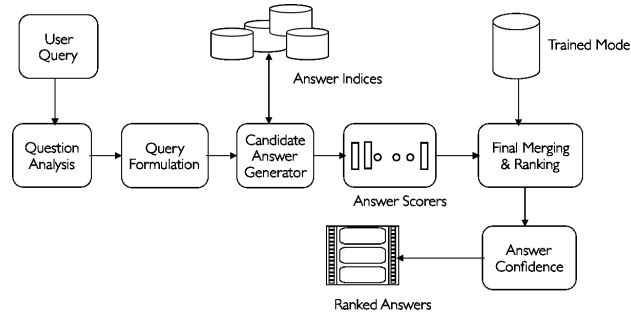 User
Query
Answer Indices
Trained Mode
Question
Analysis
Query
Formulation
Candidate
Answer
Generator
Answer Scorers
Final Merging
& Ranking
Answer
Confidence
Ranked Answers